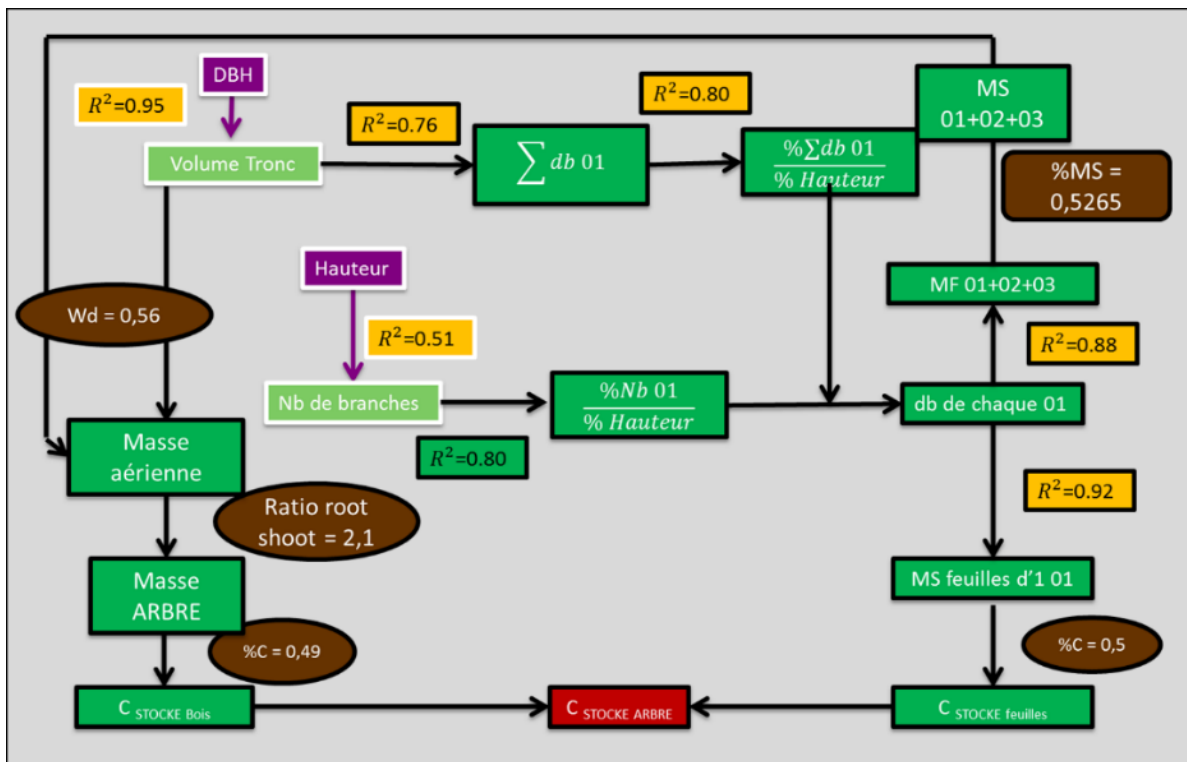 DBH
R²=0.95
R²=0.76
R²=0.80
MS
01+02+03
Volume Tronc
∑ db 01
%∑db 01
% Hauteur
%MS =
0,5265
Hauteur
MF 01+02+03
Wd = 0,56
R²=0.51
R²=0.88
Nb de branches
%Nb 01
% Hauteur
db de chaque 01
R²=0.80
Masse
aérienne
R²=0.92
Ratio root
shoot = 2,1
Masse
ARBRE
MS feuilles d'1 01
%C = 0,49
%C = 0,5
C STOCKE Bois
C STOCKE ARBRE
C STOCKE feuilles